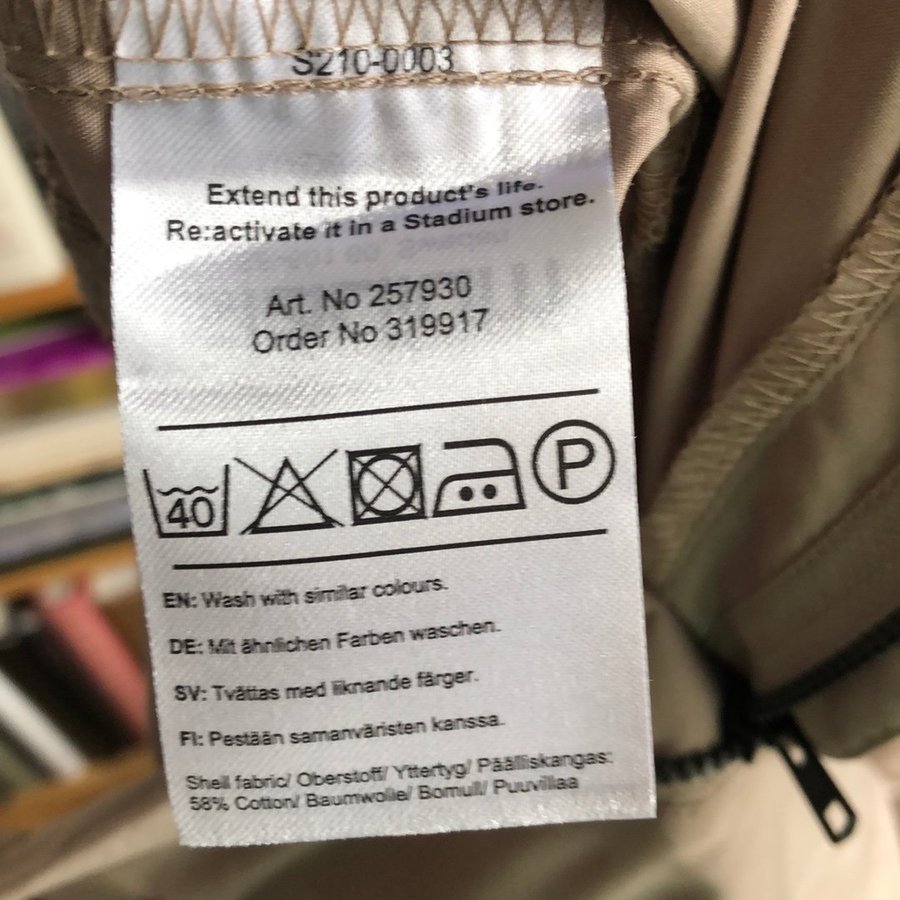 S210-0003
Extend this product's life.
Re:activate it in a Stadium store.
Art. No 257930
Order No 319917
40 P
EN: Wash with similar colours.
DE: Mit ähnlichen Farben waschen.
SV: Tvättas med liknande färger.
FI: Pestään samanväristen kanssa.
Shell fabric/ Oberstoff/ Yttertyg/ Päälliskangas:
58% Cotton/ Baumwolle/ Bomull/ Puuvillaa